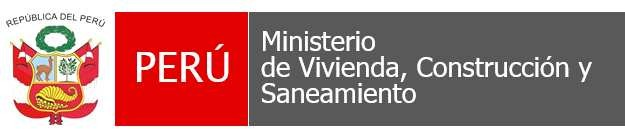 REPÚBLICA DEL PERÚ
PERÚ
Ministerio
de Vivienda, Construcción y
Saneamiento